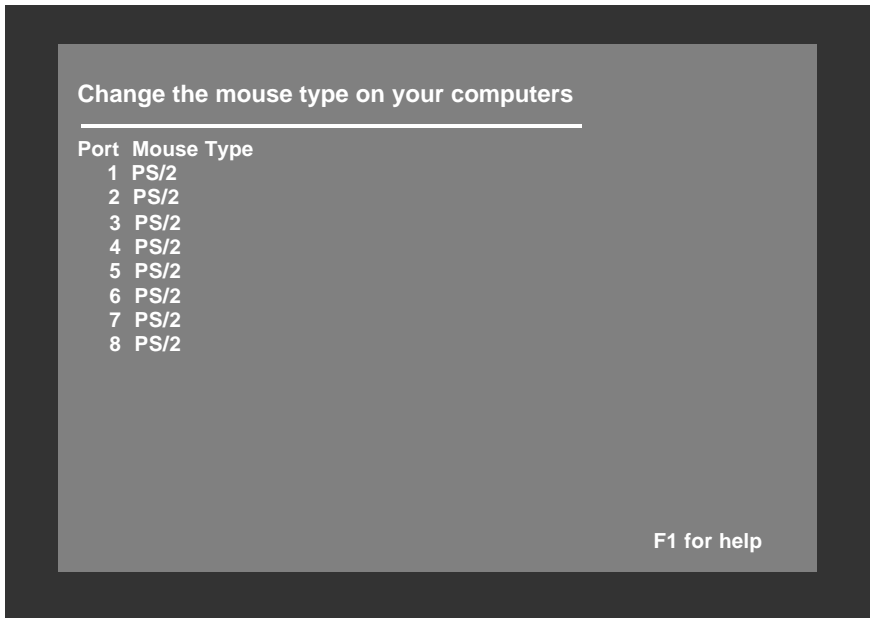 Change the mouse type on your computers
Port Mouse Type
1 PS/2
2 PS/2
3 PS/2
4 PS/2
5 PS/2
6 PS/2
7 PS/2
8 PS/2
F1 for help